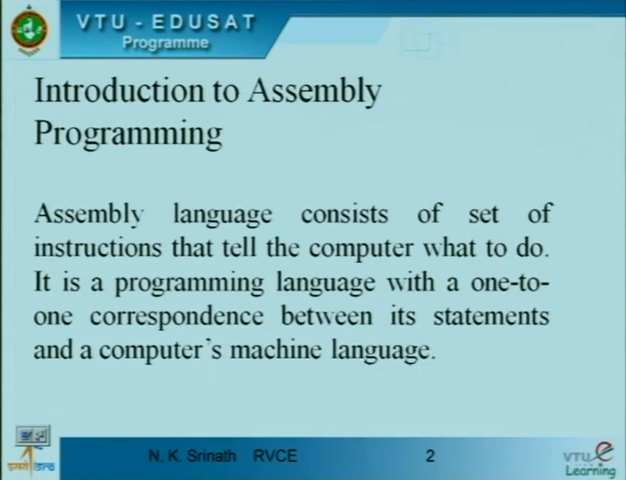 VTU - EDUSAT
Programme
Introduction to Assembly
Programming
Assembly language consists of set of
instructions that tell the computer what to do.
It is a programming language with a one-to-
one correspondence between its statements
and a computer's machine language.
N. K. Srinath RVCE 2
VTU
Learning